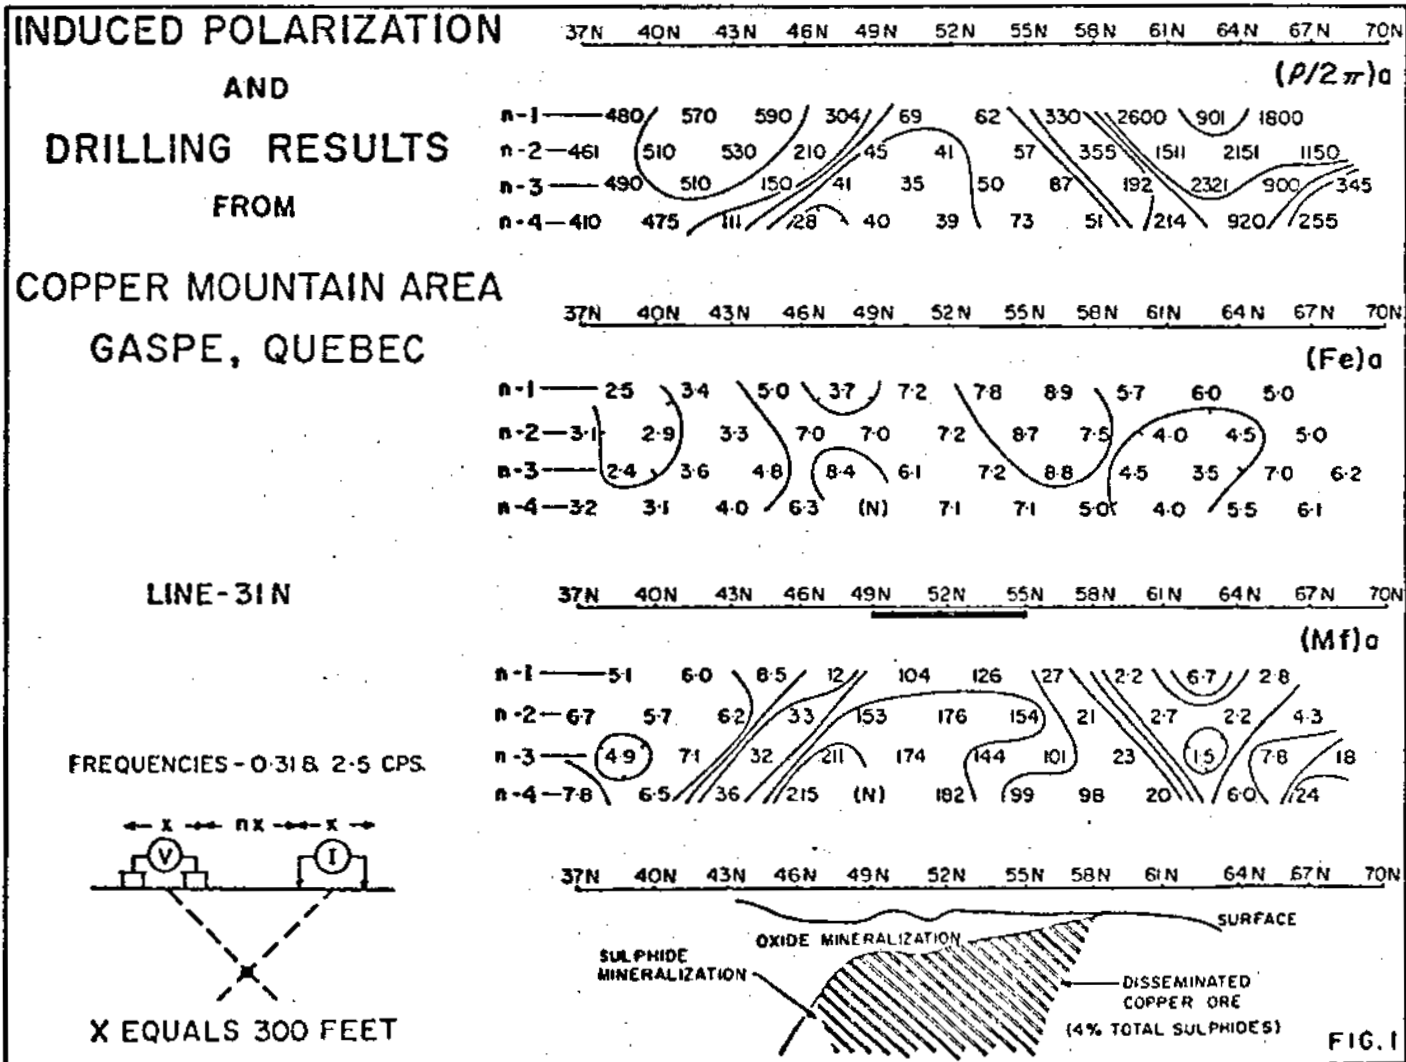 INDUCED POLARIZATION
AND
DRILLING RESULTS
FROM
COPPER MOUNTAIN AREA
GASPE, QUEBEC
LINE-31N
FREQUENCIES-0.31& 2.5 CPS.
x nx x
V I
X EQUALS 300 FEET
37N 40N 43N 46N 49N 52N 55N 58N 61N 64N 67N 70N
(ρ/2π)a
n-1 480 570 590 304 69 62 330 2600 901 1800
n-2 461 510 530 210 45 41 57 355 1511 2151 1150
n-3 490 510 150 41 35 50 87 192 2321 900 345
n-4 410 475 111 28 40 39 73 51 214 920 255
37N 40N 43N 46N 49N 52N 55N 58N 61N 64N 67N 70N
(Fe)a
n-1 2.5 3.4 5.0 3.7 7.2 7.8 8.9 5.7 6.0 5.0
n-2 3.1 2.9 3.3 7.0 7.0 7.2 8.7 7.5 4.0 4.5 5.0
n-3 2.4 3.6 4.8 8.4 6.1 7.2 8.8 4.5 3.5 7.0 6.2
n-4 3.2 3.1 4.0 6.3 (N) 7.1 7.1 5.0 4.0 5.5 6.1
37N 40N 43N 46N 49N 52N 55N 58N 61N 64N 67N 70N
(Mf)a
n-1 5.1 6.0 8.5 12 104 126 27 2.2 6.7 2.8
n-2 6.7 5.7 6.2 33 153 176 154 21 2.7 2.2 4.3
n-3 4.9 7.1 32 211 174 144 101 23 1.5 7.8 18
n-4 7.8 6.5 36 215 (N) 182 99 98 20 6.0 24
37N 40N 43N 46N 49N 52N 55N 58N 61N 64N 67N 70N
SURFACE
OXIDE MINERALIZATION
SULPHIDE
MINERALIZATION
DISSEMINATED
COPPER ORE
(4% TOTAL SULPHIDES)
FIG.1